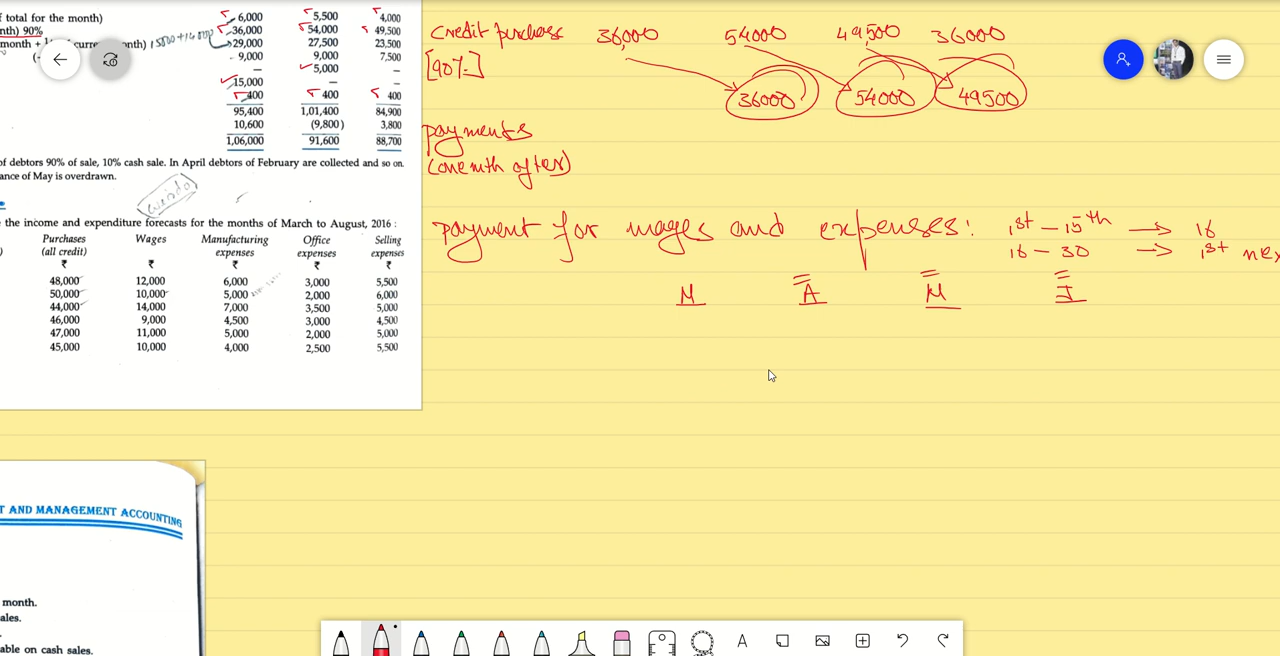 f total for the month)
nth) 90%
month + 1 curre nth) 15000+14000
6,000 5,500 4,000
36,000 54,000 49,500
29,000 27,500 23,500
9,000 9,000 7,500
— 5,000 —
15,000 — —
400 400 400
95,400 1,01,400 84,900
10,600 (9,800) 3,800
1,06,000 91,600 88,700
of debtors 90% of sale, 10% cash sale. In April debtors of February are collected and so on.
ance of May is overdrawn.
the income and expenditure forecasts for the months of March to August, 2016 :
Purchases Wages Manufacturing Office Selling
(all credit) expenses expenses expenses
₹ ₹ ₹ ₹ ₹
48,000 12,000 6,000 3,000 5,500
50,000 10,000 5,000 2,000 6,000
44,000 14,000 7,000 3,500 5,000
46,000 9,000 4,500 3,000 4,500
47,000 11,000 5,000 2,000 5,000
45,000 10,000 4,000 2,500 5,500
T AND MANAGEMENT ACCOUNTING
month.
ales.
able on cash sales.
Credit purchase 36,000 54000 49,500 36000
[90%]
36000 54000 49500
payments
(one mth after)
payment for wages and expenses: 1st - 15th → 16
16 - 30 → 1st nex
M A M J
A